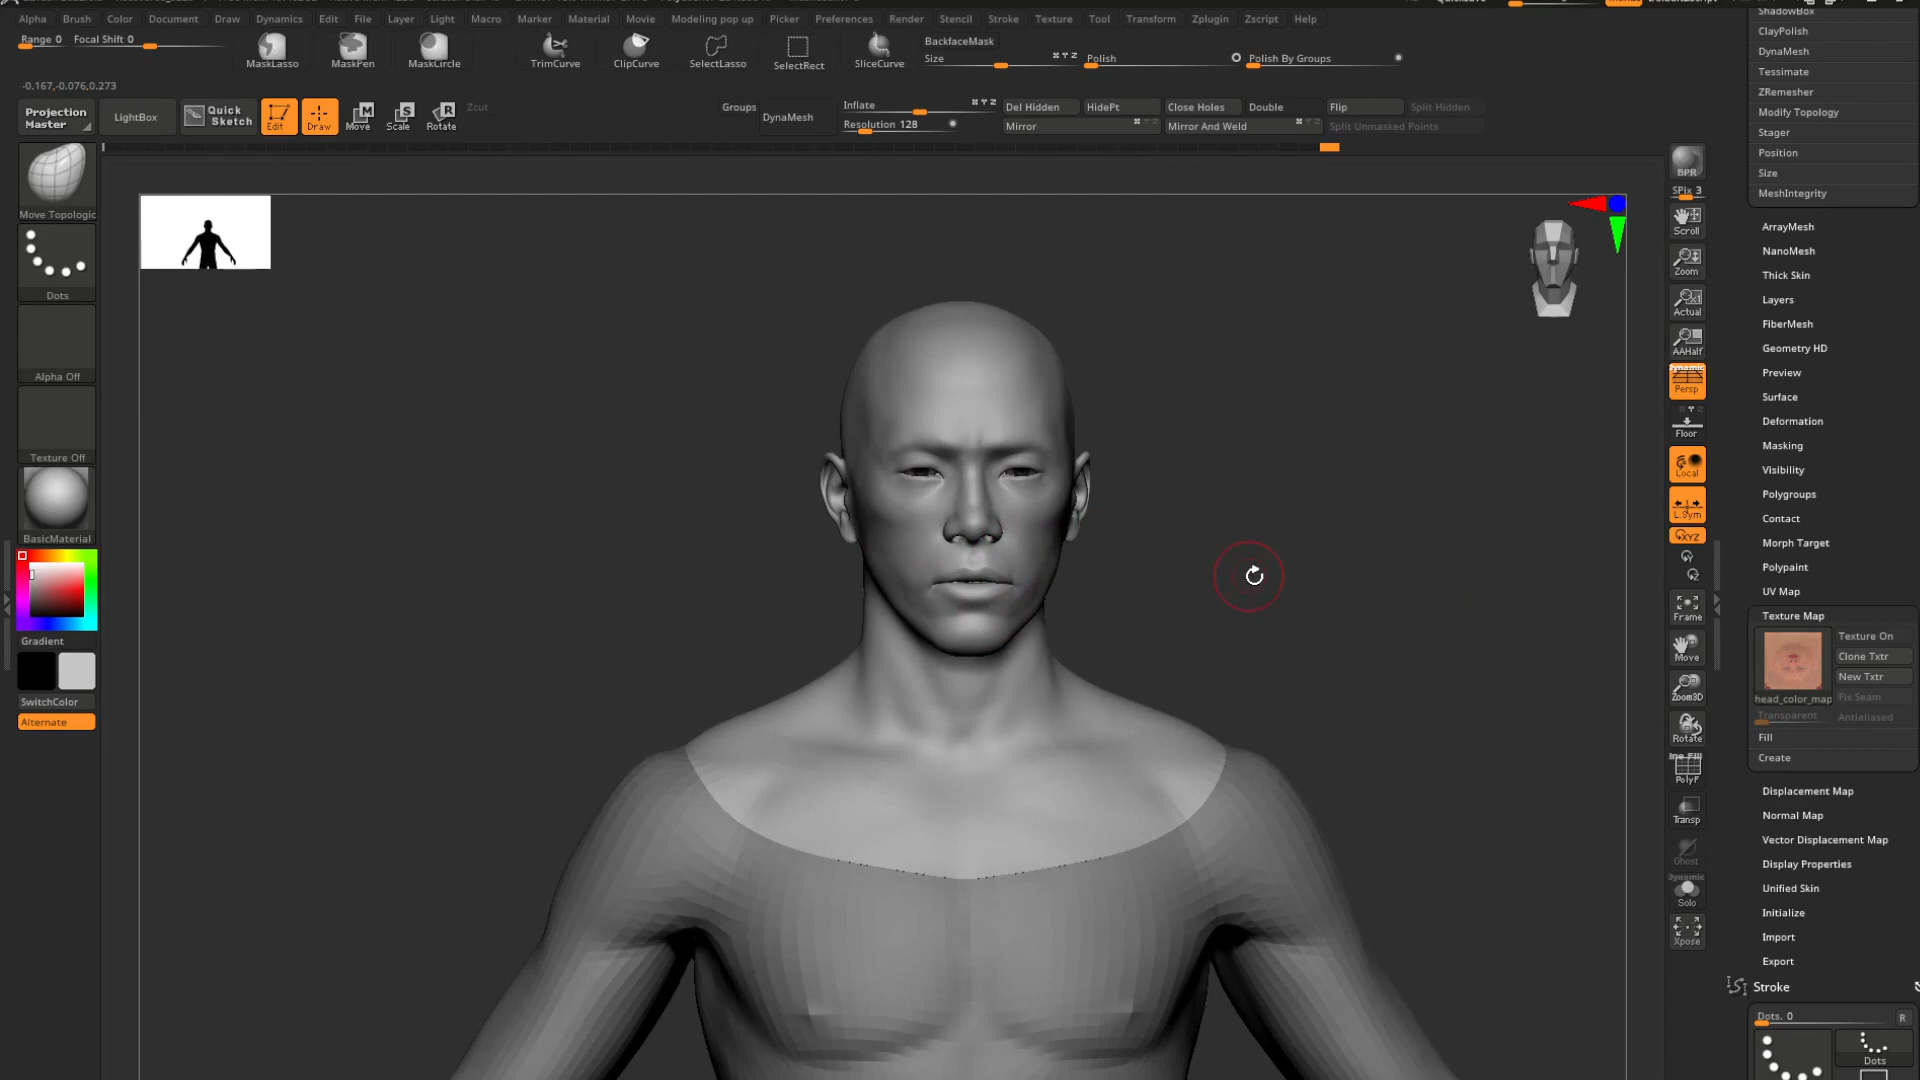 Alpha Brush Color Document Draw Dynamics Edit File Layer Light Macro Marker Material Movie Modeling pop up Picker Preferences Render Stencil Stroke Texture Tool Transform Zplugin Zscript Help
Range 0 Focal Shift 0
MaskLasso MaskPen MaskCircle TrimCurve ClipCurve SelectLasso SelectRect SliceCurve
BackfaceMask
Size Polish Polish By Groups
-0.167,-0.076,0.273
Projection Master
LightBox
Quick Sketch
Edit Draw Move Scale Rotate
Zcut
Groups
DynaMesh
Inflate
Resolution 128
Del Hidden HidePt Close Holes Double Flip Split Hidden
Mirror Mirror And Weld Split Unmasked Points
Move Topologic
Dots
Alpha Off
Texture Off
BasicMaterial
Gradient
SwitchColor
Alternate
BPR
SPix 3
Scroll
Zoom
Actual
AAHalf
Dynamic
Persp
Floor
Local
L.Sym
XYZ
Frame
Move
Zoom3D
Rotate
Line Fill
PolyF
Transp
Ghost
Dynamic
Solo
Xpose
ShadowBox
ClayPolish
DynaMesh
Tessimate
ZRemesher
Modify Topology
Stager
Position
Size
MeshIntegrity
ArrayMesh
NanoMesh
Thick Skin
Layers
FiberMesh
Geometry HD
Preview
Surface
Deformation
Masking
Visibility
Polygroups
Contact
Morph Target
Polypaint
UV Map
Texture Map
Texture On
Clone Txtr
New Txtr
head_color_map
Fix Seam
Transparent
Antialiased
Fill
Create
Displacement Map
Normal Map
Vector Displacement Map
Display Properties
Unified Skin
Initialize
Import
Export
Stroke
Dots. 0
R
Dots